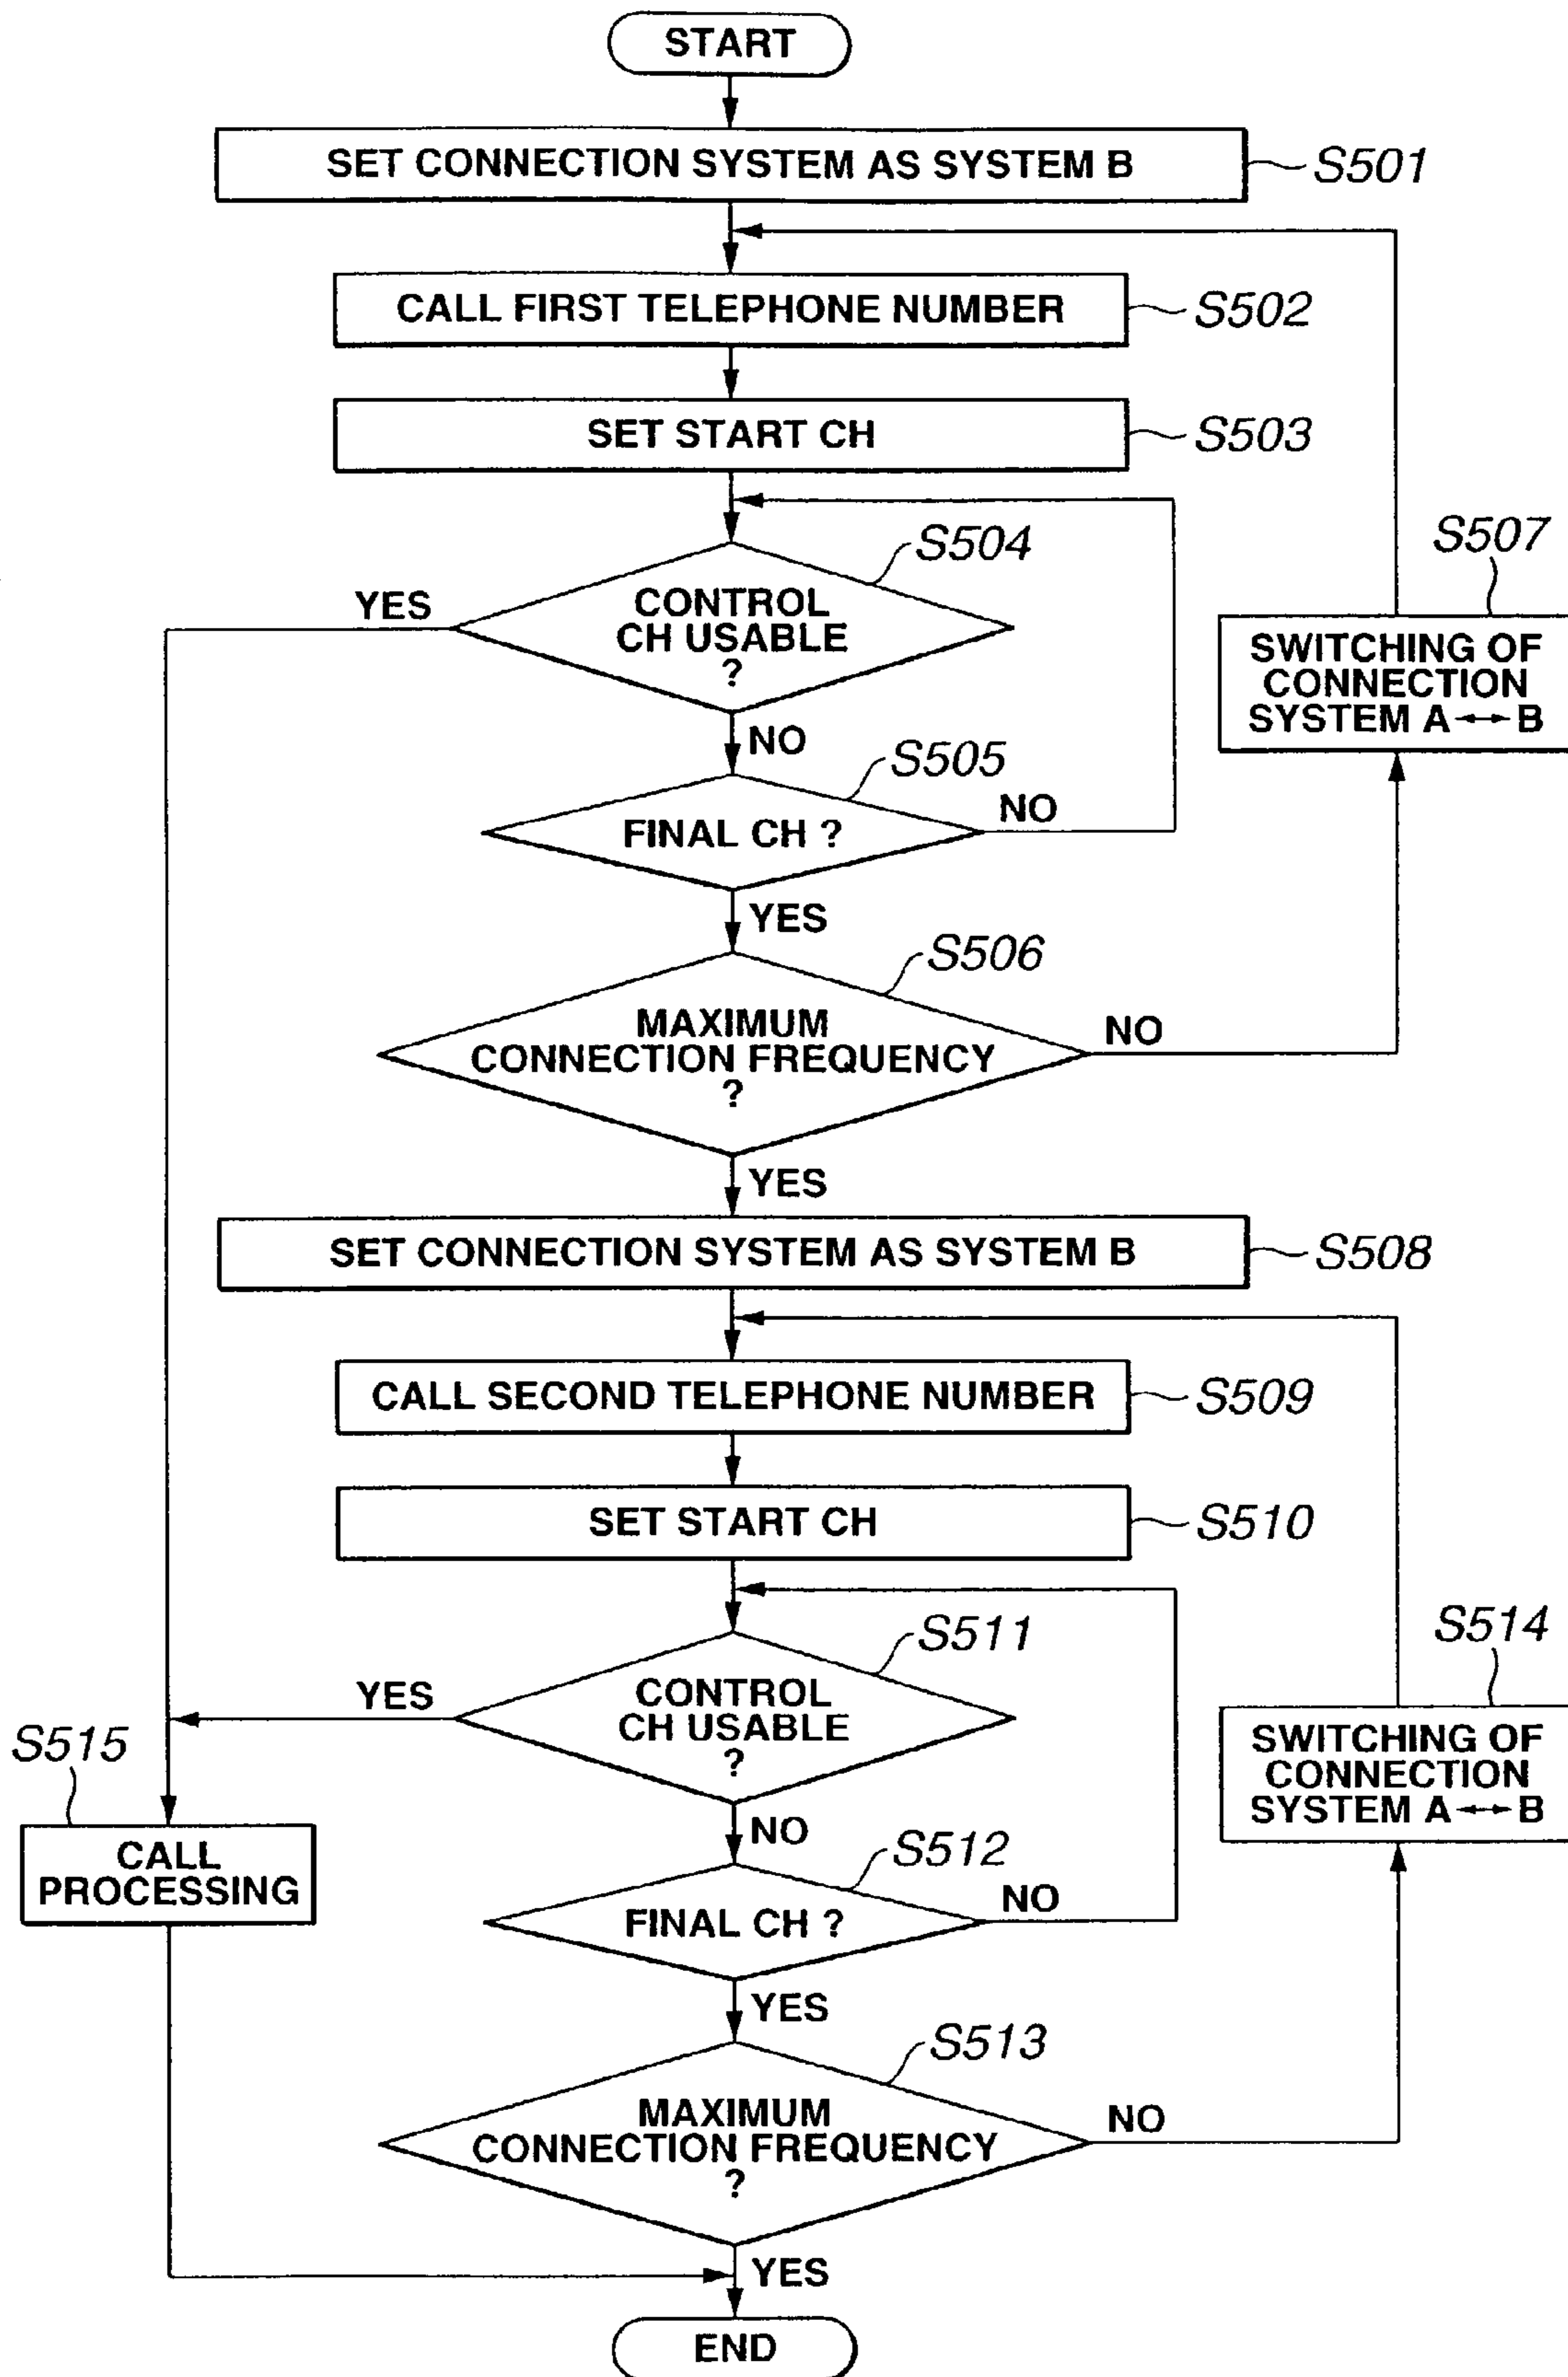 START
SET CONNECTION SYSTEM AS SYSTEM B
S501
CALL FIRST TELEPHONE NUMBER
S502
SET START CH
S503
S504
CONTROL
CH USABLE
?
YES
NO
S507
SWITCHING OF
CONNECTION
SYSTEM A↔B
S505
FINAL CH ?
NO
YES
S506
MAXIMUM
CONNECTION FREQUENCY
?
NO
YES
SET CONNECTION SYSTEM AS SYSTEM B
S508
CALL SECOND TELEPHONE NUMBER
S509
SET START CH
S510
S511
CONTROL
CH USABLE
?
YES
NO
S514
SWITCHING OF
CONNECTION
SYSTEM A↔B
S515
CALL
PROCESSING
S512
FINAL CH ?
NO
YES
S513
MAXIMUM
CONNECTION FREQUENCY
?
NO
YES
END